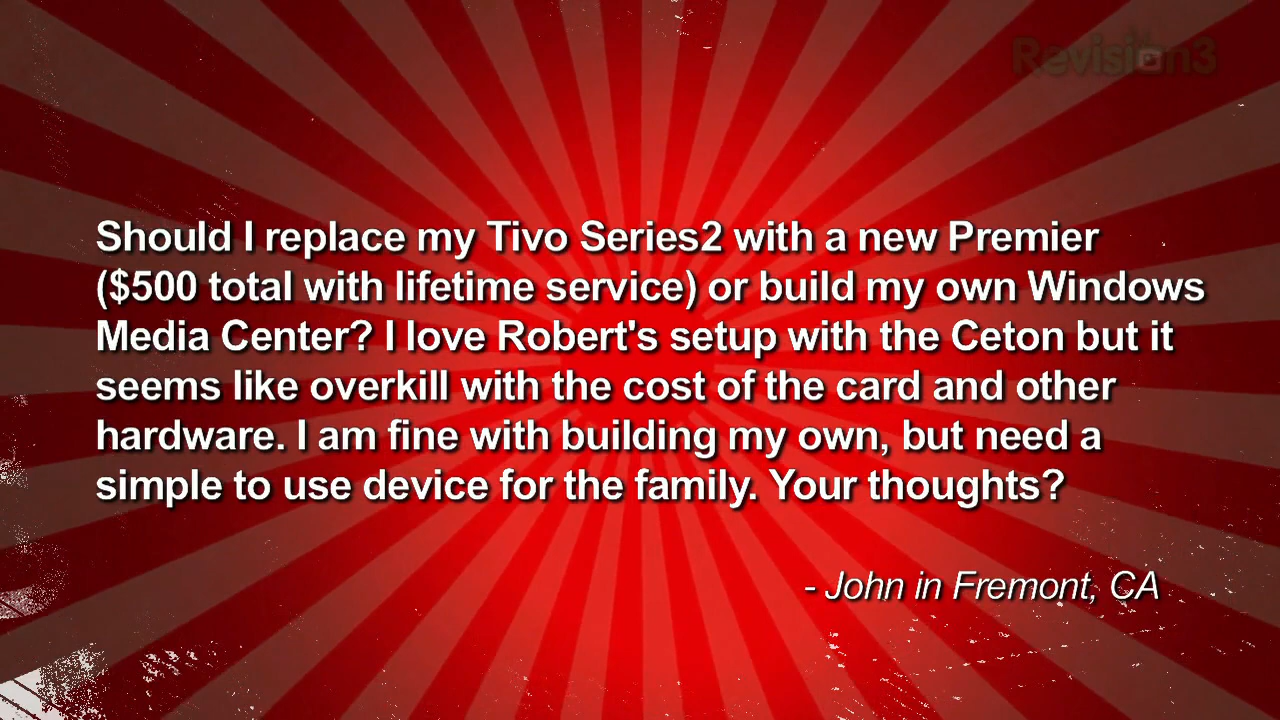 Revision3
Should I replace my Tivo Series2 with a new Premier
($500 total with lifetime service) or build my own Windows
Media Center? I love Robert's setup with the Ceton but it
seems like overkill with the cost of the card and other
hardware. I am fine with building my own, but need a
simple to use device for the family. Your thoughts?
- John in Fremont, CA